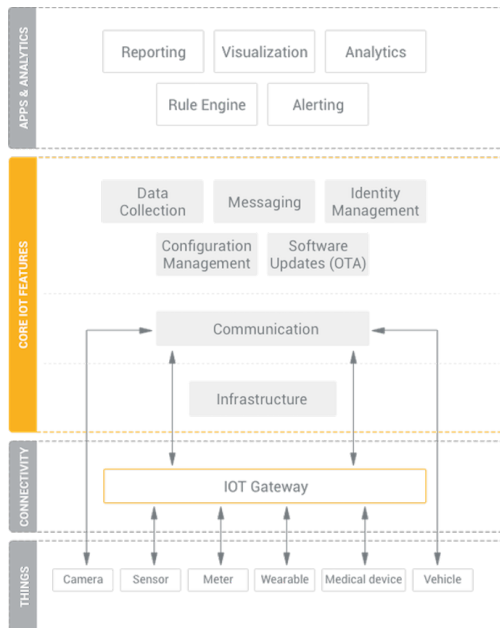 APPS & ANALYTICS
Reporting
Visualization
Analytics
Rule Engine
Alerting
CORE IOT FEATURES
Data
Collection
Messaging
Identity
Management
Configuration
Management
Software
Updates (OTA)
Communication
Infrastructure
CONNECTIVITY
IOT Gateway
THINGS
Camera
Sensor
Meter
Wearable
Medical device
Vehicle